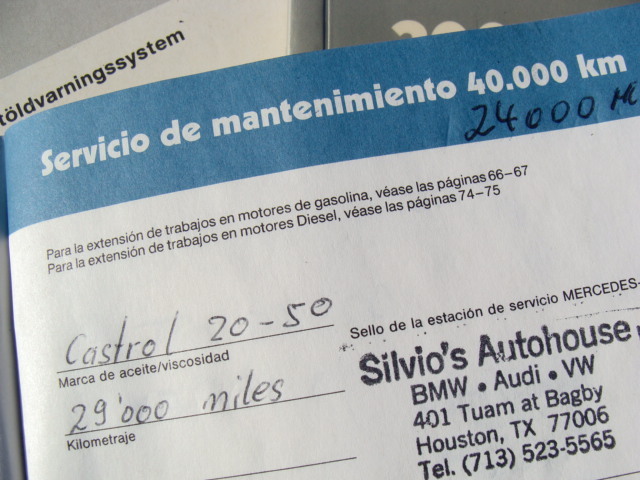 töldvarningssystem
Servicio de mantenimiento 40.000 km
24000
Para la extensión de trabajos en motores de gasolina, véase las páginas 66–67
Para la extensión de trabajos en motores Diesel, véase las páginas 74–75
Castrol 20-50
Marca de aceite/viscosidad
29'000 miles
Kilometraje
Sello de la estación de servicio MERCEDES-
Silvio's Autohouse
BMW • Audi • VW
401 Tuam at Bagby
Houston, TX 77006
Tel. (713) 523-5565